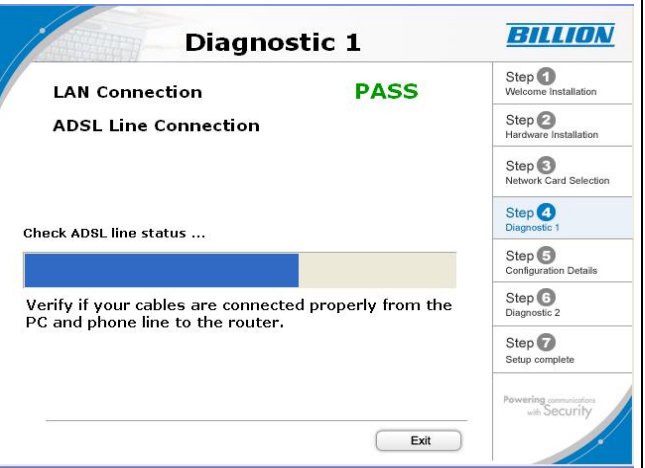 Diagnostic 1
BILLION
LAN Connection PASS
ADSL Line Connection
Check ADSL line status ...
Verify if your cables are connected properly from the
PC and phone line to the router.
Exit
Step 1
Welcome Installation
Step 2
Hardware Installation
Step 3
Network Card Selection
Step 4
Diagnostic 1
Step 5
Configuration Details
Step 6
Diagnostic 2
Step 7
Setup complete
Powering communications
with Security